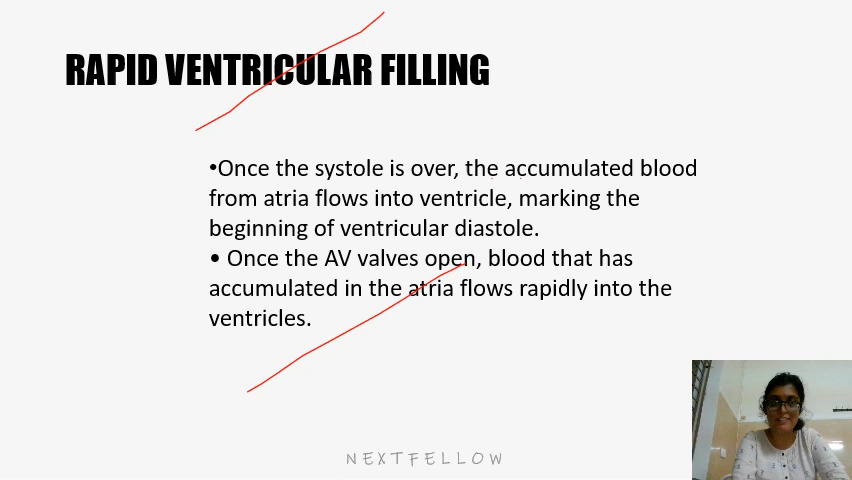 RAPID VENTRICULAR FILLING
•Once the systole is over, the accumulated blood
from atria flows into ventricle, marking the
beginning of ventricular diastole.
• Once the AV valves open, blood that has
accumulated in the atria flows rapidly into the
ventricles.
NEXTFELLOW